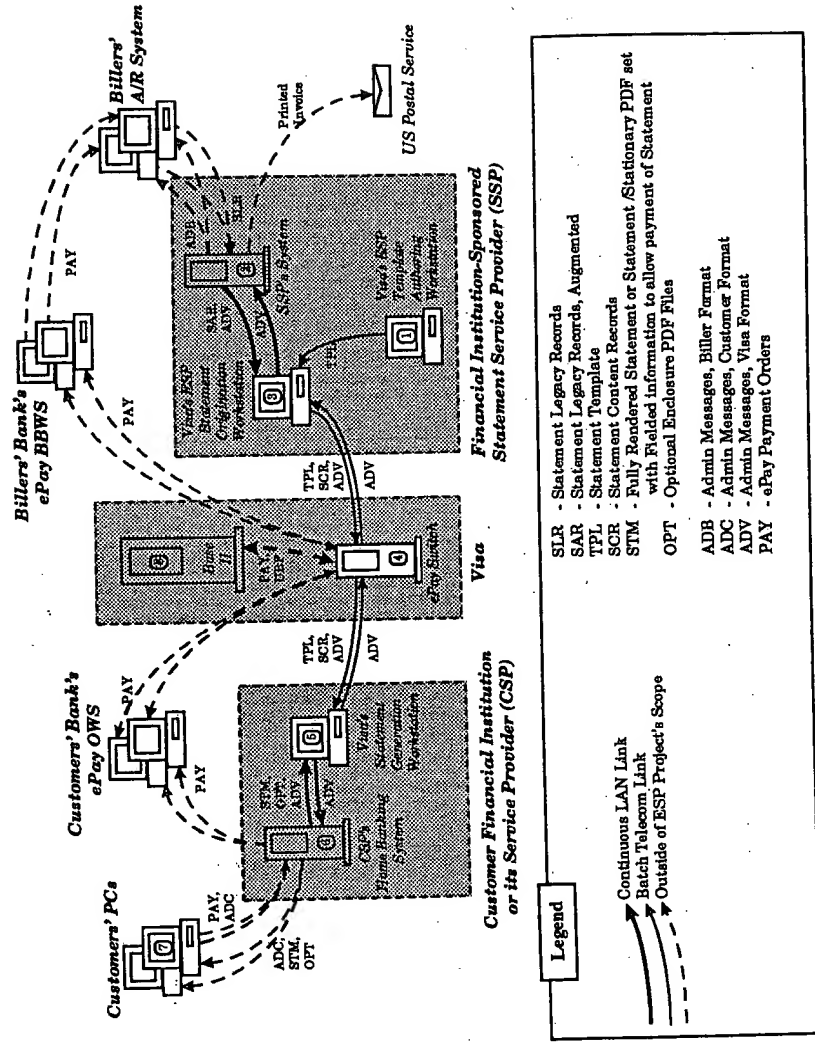 Billers' Bank's
ePay BBWS
Billers'
A/R System
Customers' Bank's
ePay OWS
Customers' PCs
PAY
PAY
PAY
PAY
PAY,
ADC
ADC,
STM,
OPT
STM,
OPT,
ADV
ADV
CSP's
Home Banking
System
Visa's
Statement
Generation
Workstation
Customer Financial Institution
or its Service Provider (CSP)
TPL,
SCR,
ADV
ADV
PAY,
Base
II
ePay Switch
Visa
TPL,
SCR,
ADV
ADV
Visa's ESP
Statement
Origination
Workstation
SAR,
ADV
ADV
ADB
SLR
SSP's System
TPL
Visa's ESP
Template
Authoring
Workstation
Financial Institution-Sponsored
Statement Service Provider (SSP)
Printed
Invoice
US Postal Service
Legend
Continuous LAN Link
Batch Telecom Link
Outside of ESP Project's Scope
SLR - Statement Legacy Records
SAR - Statement Legacy Records, Augmented
TPL - Statement Template
SCR - Statement Content Records
STM - Fully Rendered Statement or Statement /Stationary PDF set
with Fielded information to allow payment of Statement
OPT - Optional Enclosure PDF Files
ADB - Admin Messages, Biller Format
ADC - Admin Messages, Customer Format
ADV - Admin Messages, Visa Format
PAY - ePay Payment Orders